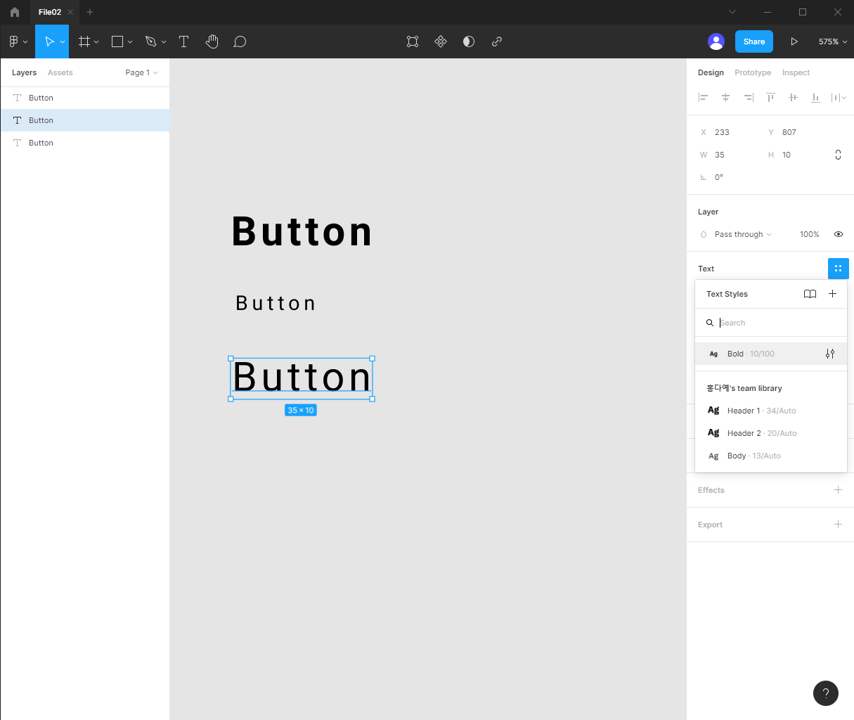 File02
Share
575%
Layers Assets Page 1
Button
Button
Button
Button
Button
Button
35 × 10
Design Prototype Inspect
X 233 Y 807
W 35 H 10
0°
Layer
Pass through 100%
Text
Text Styles
Search
Ag Bold · 10/100
홍다예's team library
Ag Header 1 · 34/Auto
Ag Header 2 · 20/Auto
Ag Body · 13/Auto
Effects
Export
?